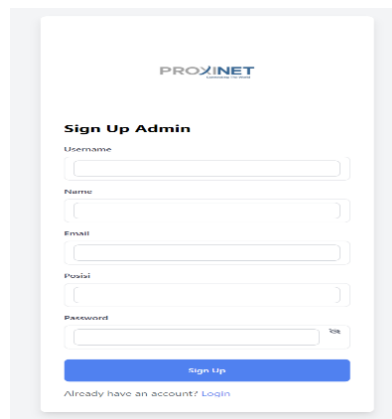 PROXINET
Sign Up Admin
Username
Name
Email
Posisi
Password
Sign Up
Already have an account? Login